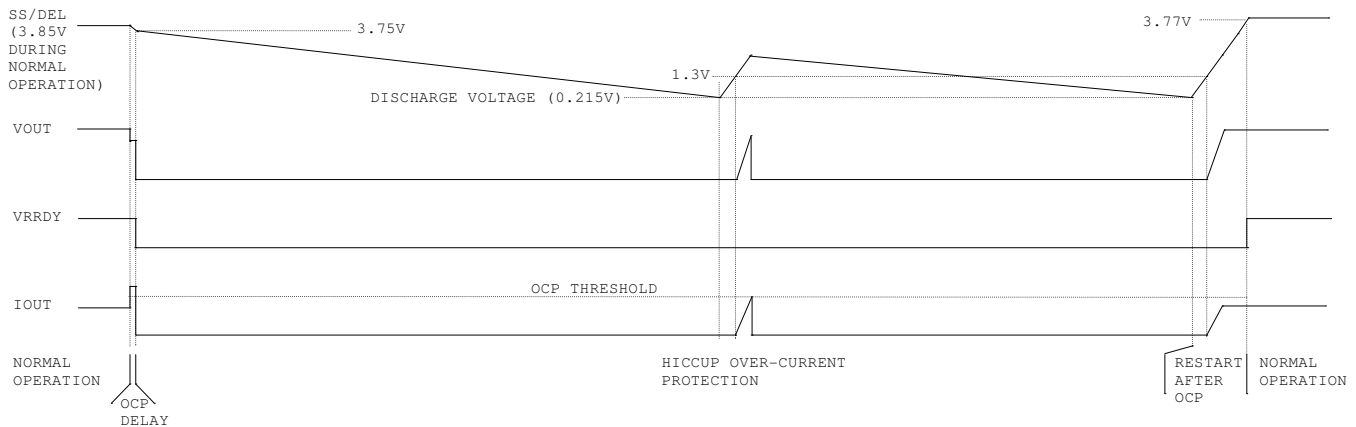 SS/DEL
(3.85V
DURING
NORMAL
OPERATION)
3.75V
3.77V
1.3V
DISCHARGE VOLTAGE (0.215V)
VOUT
VRRDY
OCP THRESHOLD
IOUT
NORMAL
OPERATION
OCP
DELAY
HICCUP OVER-CURRENT
PROTECTION
RESTART
AFTER
OCP
NORMAL
OPERATION